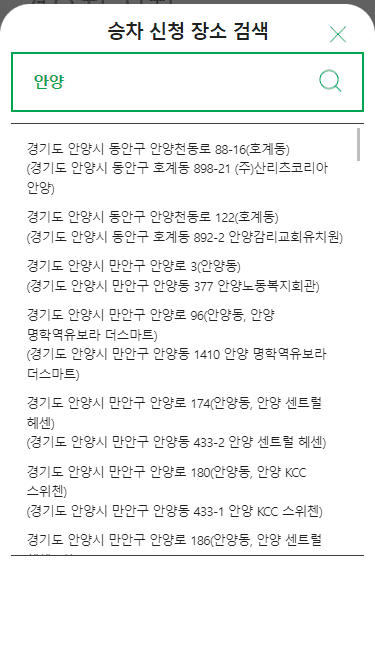 승차 신청 장소 검색
안양
경기도 안양시 동안구 안양천동로 88-16(호계동)
(경기도 안양시 동안구 호계동 898-21 (주)산리츠코리아
안양)
경기도 안양시 동안구 안양천동로 122(호계동)
(경기도 안양시 동안구 호계동 892-2 안양감리교회유치원)
경기도 안양시 만안구 안양로 3(안양동)
(경기도 안양시 만안구 안양동 377 안양노동복지회관)
경기도 안양시 만안구 안양로 96(안양동, 안양
명학역유보라 더스마트)
(경기도 안양시 만안구 안양동 1410 안양 명학역유보라
더스마트)
경기도 안양시 만안구 안양로 174(안양동, 안양 센트럴
헤센)
(경기도 안양시 만안구 안양동 433-2 안양 센트럴 헤센)
경기도 안양시 만안구 안양로 180(안양동, 안양 KCC
스위첸)
(경기도 안양시 만안구 안양동 433-1 안양 KCC 스위첸)
경기도 안양시 만안구 안양로 186(안양동, 안양 센트럴